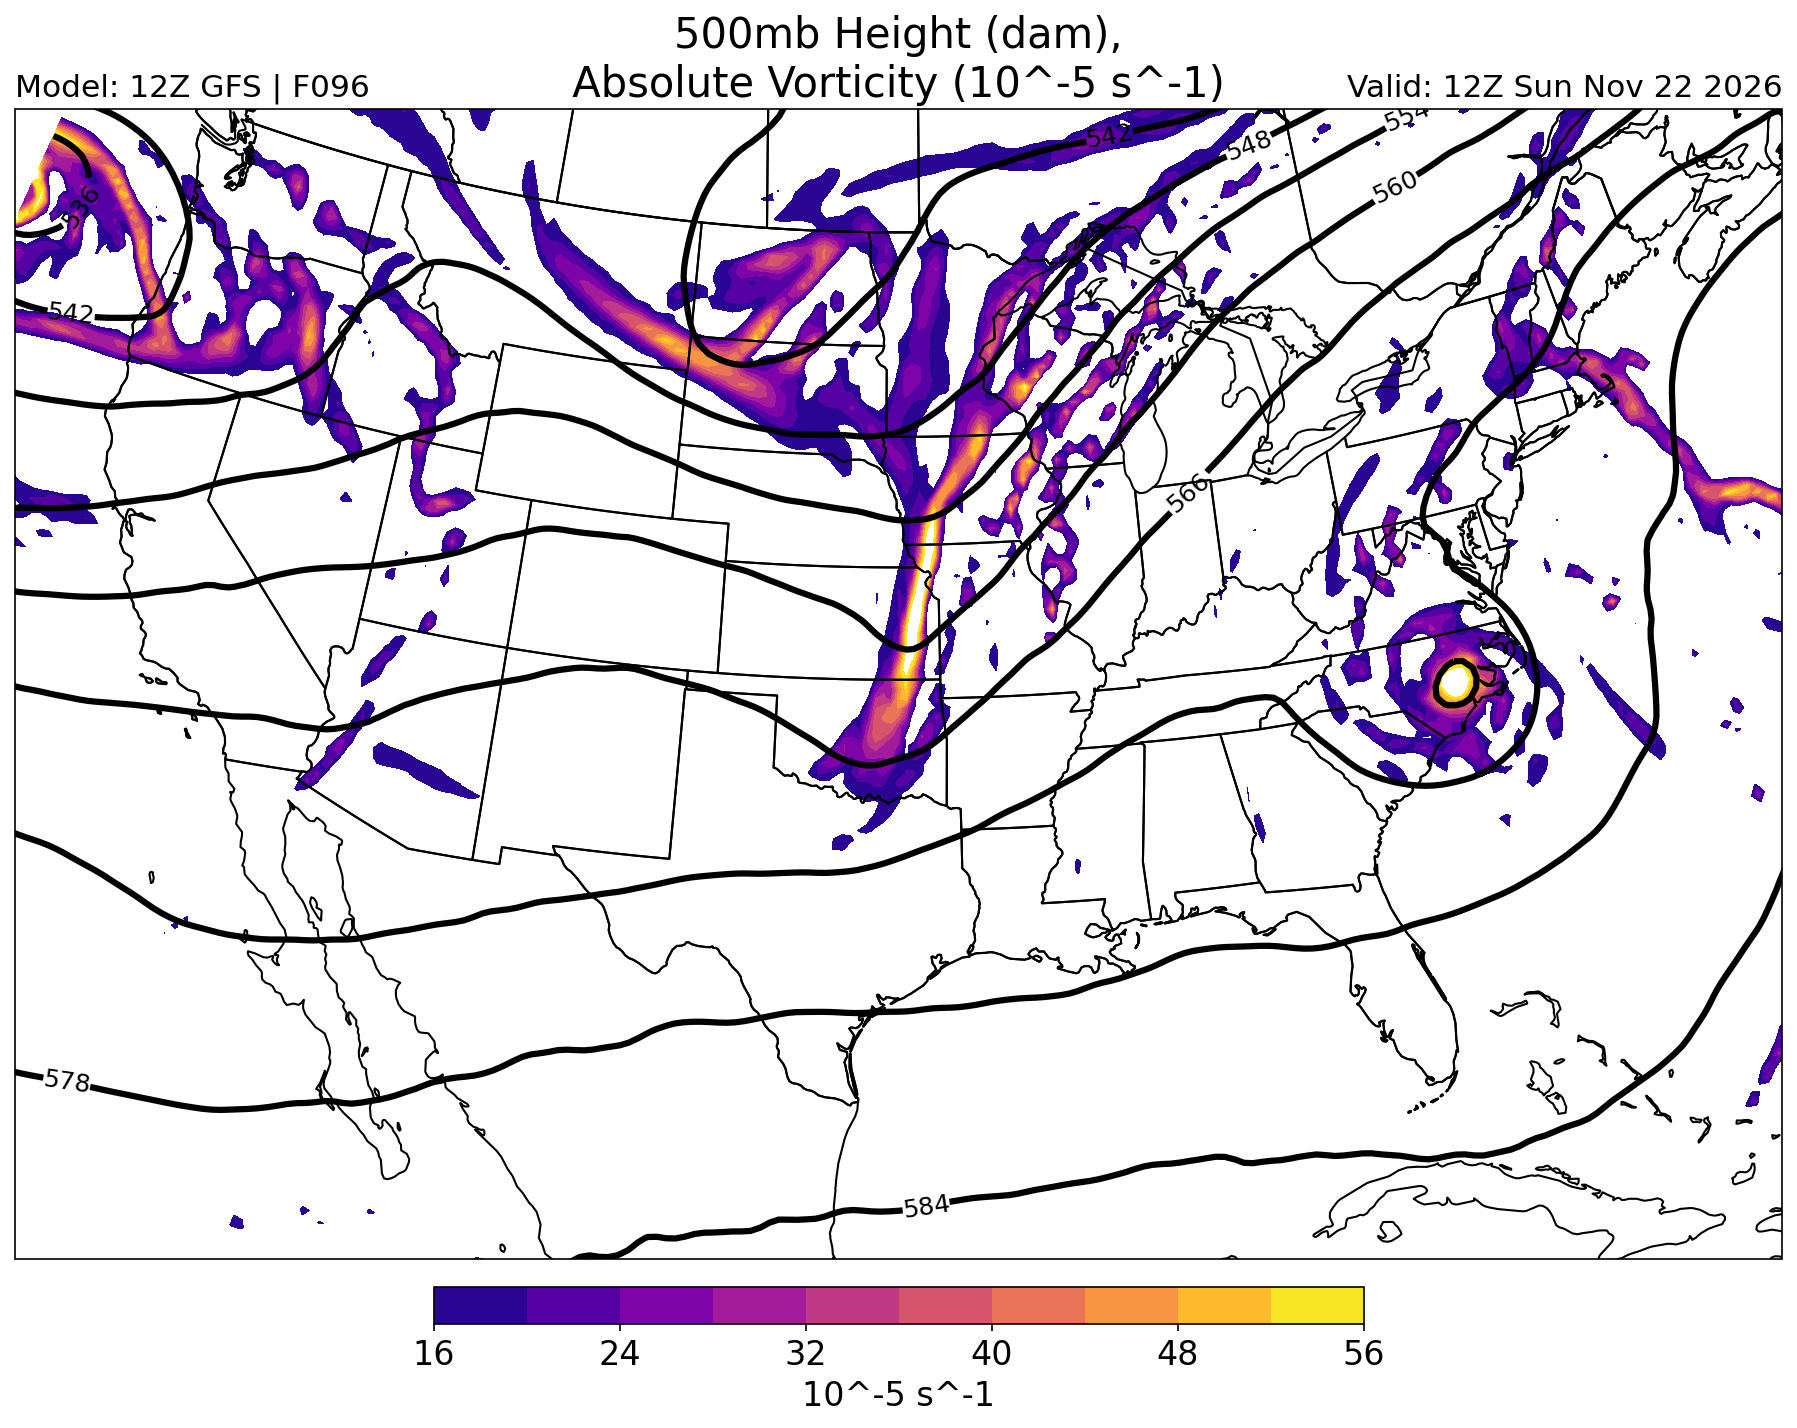 500mb Height (dam),
Model: 12Z GFS | F096
Absolute Vorticity (10^-5 s^-1)
Valid: 12Z Sun Nov 22 2026
542
548
554
560
536
542
566
578
584
16 24 32 40 48 56
10^-5 s^-1